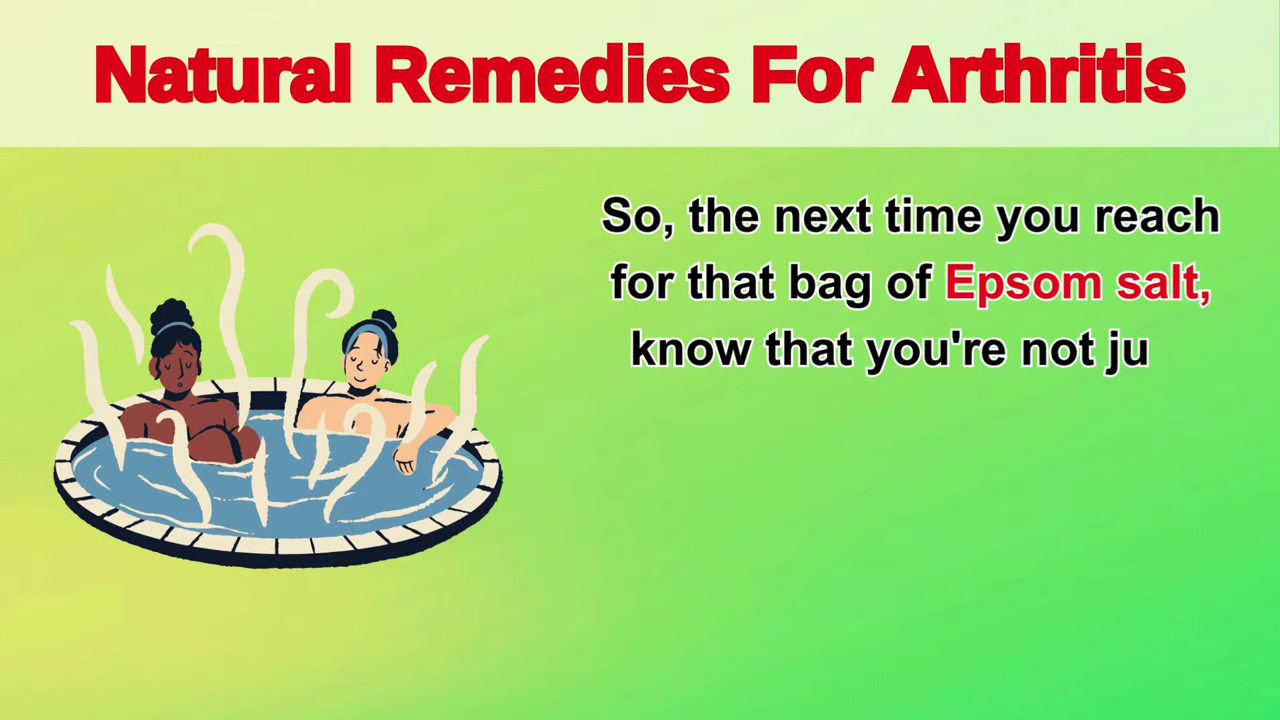 Natural Remedies For Arthritis
So, the next time you reach
for that bag of Epsom salt,
know that you're not ju